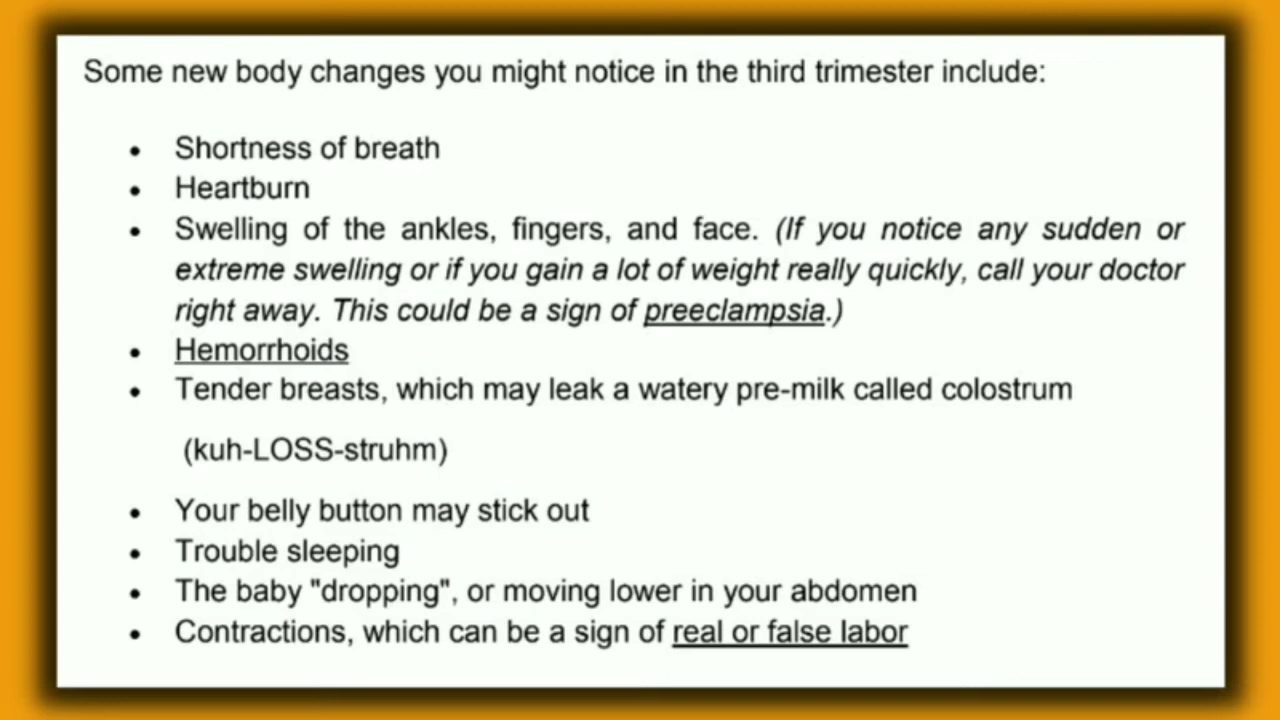 Some new body changes you might notice in the third trimester include:
• Shortness of breath
• Heartburn
• Swelling of the ankles, fingers, and face. (If you notice any sudden or
extreme swelling or if you gain a lot of weight really quickly, call your doctor
right away. This could be a sign of preeclampsia.)
• Hemorrhoids
• Tender breasts, which may leak a watery pre-milk called colostrum
(kuh-LOSS-struhm)
• Your belly button may stick out
• Trouble sleeping
• The baby "dropping", or moving lower in your abdomen
• Contractions, which can be a sign of real or false labor